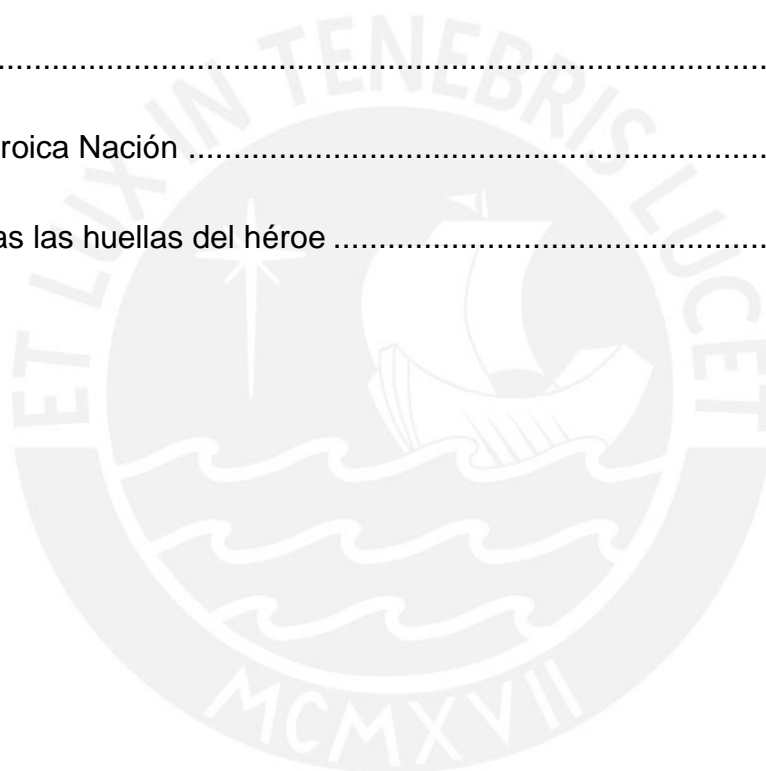 ........................................................................................
roica Nación ........................................................................
as las huellas del héroe ......................................................
ET LUX IN TENEBRIS LUCET
MCMXVII